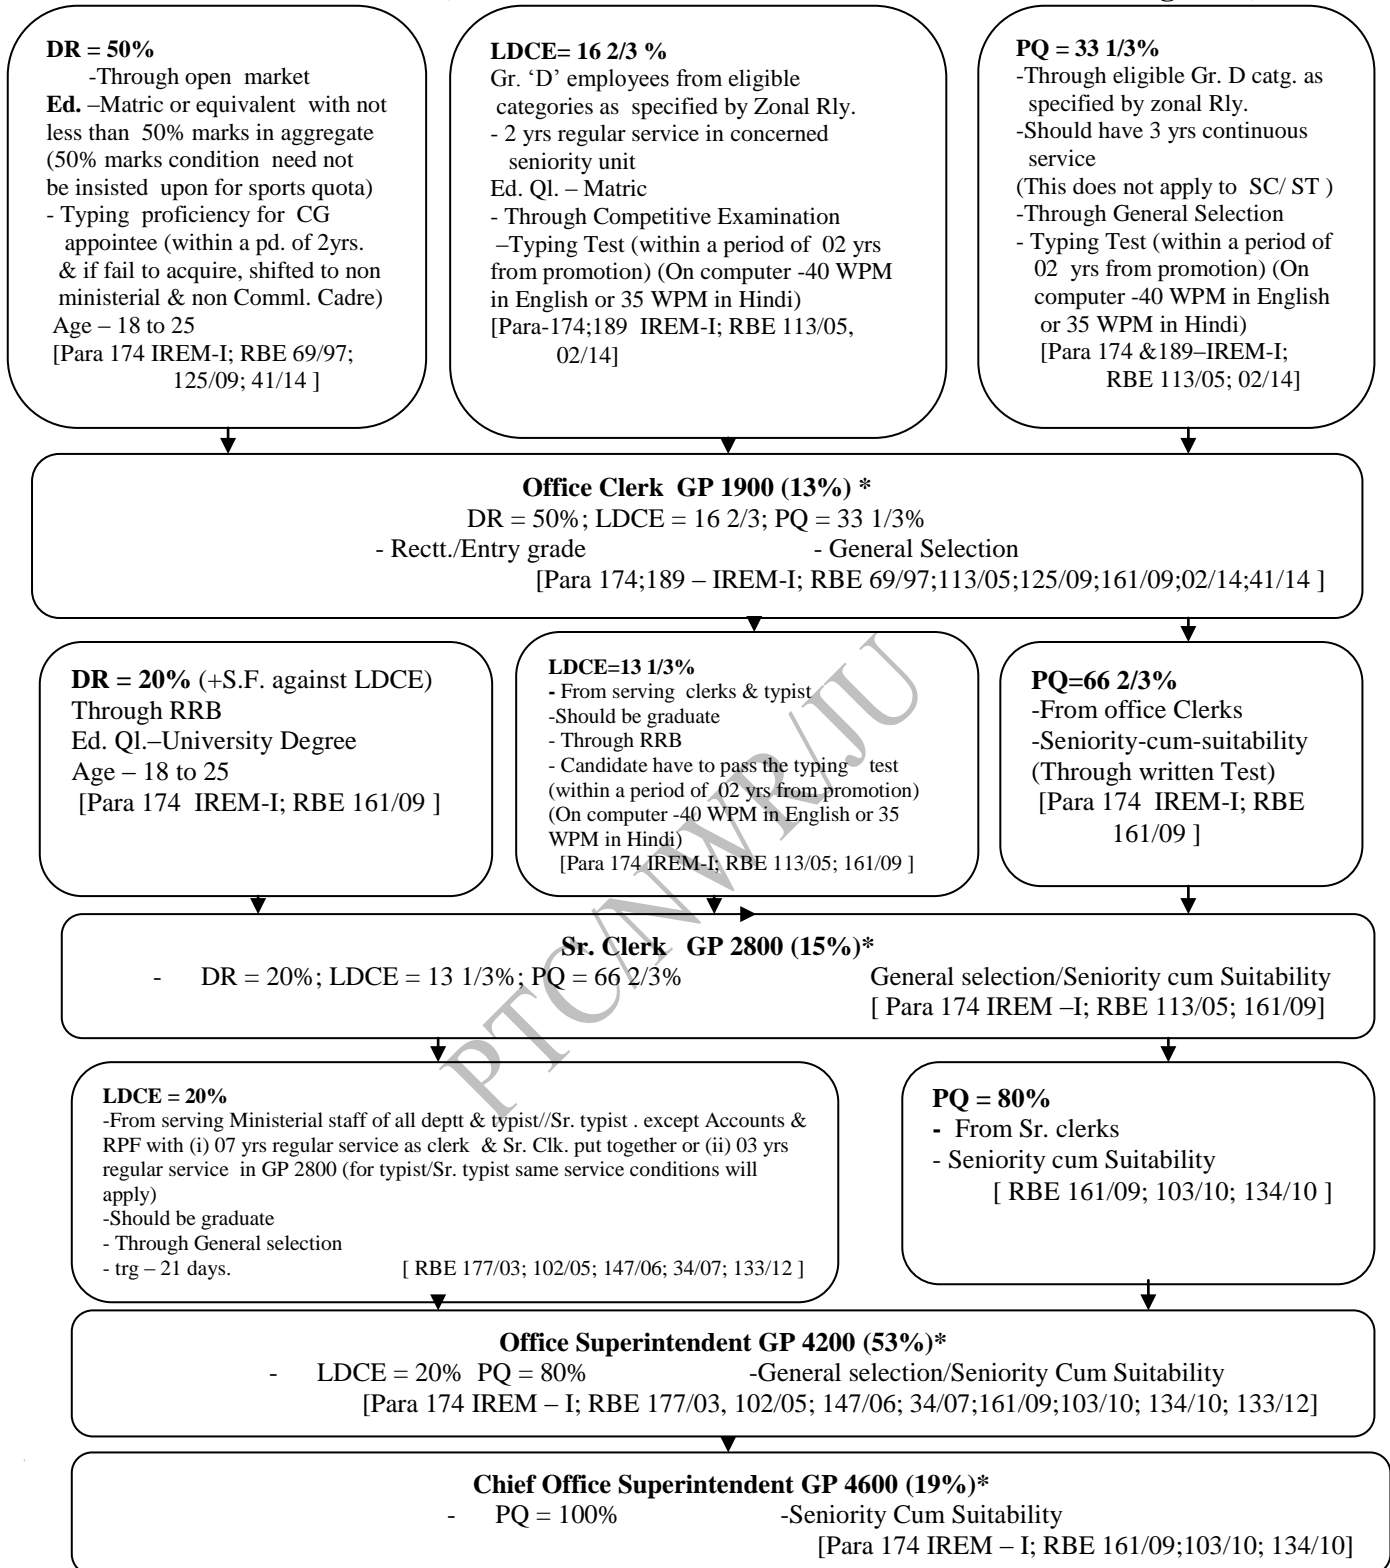 DR = 50%
-Through open market
Ed. –Matric or equivalent with not
less than 50% marks in aggregate
(50% marks condition need not
be insisted upon for sports quota)
- Typing proficiency for CG
appointee (within a pd. of 2yrs.
& if fail to acquire, shifted to non
ministerial & non Comml. Cadre)
Age – 18 to 25
[Para 174 IREM-I; RBE 69/97;
125/09; 41/14 ]
LDCE= 16 2/3 %
Gr. ‘D’ employees from eligible
categories as specified by Zonal Rly.
- 2 yrs regular service in concerned
seniority unit
Ed. Ql. – Matric
- Through Competitive Examination
–Typing Test (within a period of 02 yrs
from promotion) (On computer -40 WPM
in English or 35 WPM in Hindi)
[Para-174;189 IREM-I; RBE 113/05,
02/14]
PQ = 33 1/3%
-Through eligible Gr. D catg. as
specified by zonal Rly.
-Should have 3 yrs continuous
service
(This does not apply to SC/ ST )
-Through General Selection
- Typing Test (within a period of
02 yrs from promotion) (On
computer -40 WPM in English
or 35 WPM in Hindi)
[Para 174 &189–IREM-I;
RBE 113/05; 02/14]
Office Clerk GP 1900 (13%) *
DR = 50%; LDCE = 16 2/3; PQ = 33 1/3%
- Rectt./Entry grade - General Selection
[Para 174;189 – IREM-I; RBE 69/97;113/05;125/09;161/09;02/14;41/14 ]
DR = 20% (+S.F. against LDCE)
Through RRB
Ed. Ql.–University Degree
Age – 18 to 25
[Para 174 IREM-I; RBE 161/09 ]
LDCE=13 1/3%
- From serving clerks & typist
-Should be graduate
- Through RRB
- Candidate have to pass the typing test
(within a period of 02 yrs from promotion)
(On computer -40 WPM in English or 35
WPM in Hindi)
[Para 174 IREM-I; RBE 113/05; 161/09 ]
PQ=66 2/3%
-From office Clerks
-Seniority-cum-suitability
(Through written Test)
[Para 174 IREM-I; RBE
161/09 ]
Sr. Clerk GP 2800 (15%)*
- DR = 20%; LDCE = 13 1/3%; PQ = 66 2/3% General selection/Seniority cum Suitability
[ Para 174 IREM –I; RBE 113/05; 161/09]
PTC/NWR/JU
LDCE = 20%
-From serving Ministerial staff of all deptt & typist//Sr. typist . except Accounts &
RPF with (i) 07 yrs regular service as clerk & Sr. Clk. put together or (ii) 03 yrs
regular service in GP 2800 (for typist/Sr. typist same service conditions will
apply)
-Should be graduate
- Through General selection
- trg – 21 days. [ RBE 177/03; 102/05; 147/06; 34/07; 133/12 ]
PQ = 80%
- From Sr. clerks
- Seniority cum Suitability
[ RBE 161/09; 103/10; 134/10 ]
Office Superintendent GP 4200 (53%)*
- LDCE = 20% PQ = 80% -General selection/Seniority Cum Suitability
[Para 174 IREM – I; RBE 177/03, 102/05; 147/06; 34/07;161/09;103/10; 134/10; 133/12]
Chief Office Superintendent GP 4600 (19%)*
- PQ = 100% -Seniority Cum Suitability
[Para 174 IREM – I; RBE 161/09;103/10; 134/10]